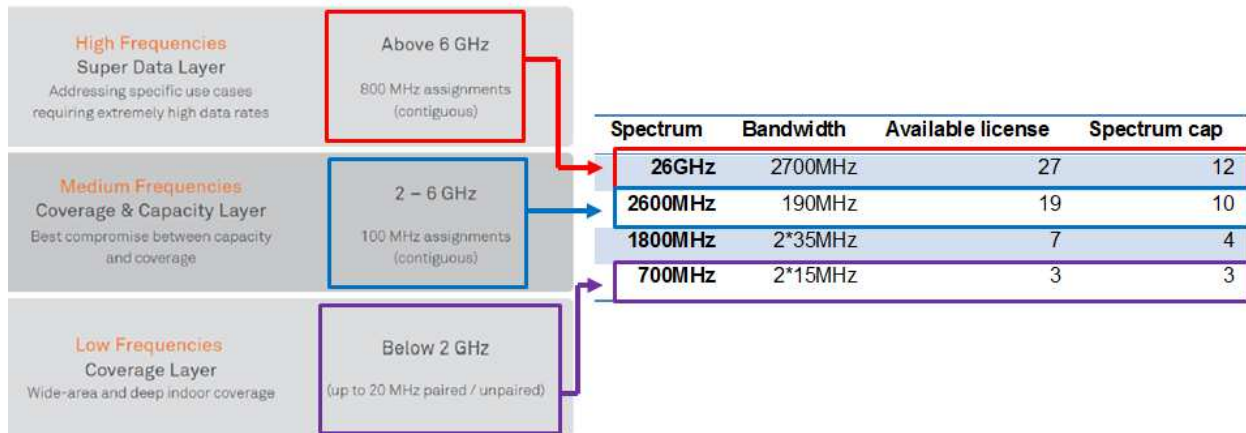 High Frequencies
Super Data Layer
Addressing specific use cases
requiring extremely high data rates
Above 6 GHz
800 MHz assignments
(contiguous)
Medium Frequencies
Coverage & Capacity Layer
Best compromise between capacity
and coverage
2 – 6 GHz
100 MHz assignments
(contiguous)
Low Frequencies
Coverage Layer
Wide-area and deep indoor coverage
Below 2 GHz
(up to 20 MHz paired / unpaired)
Spectrum Bandwidth Available license Spectrum cap
26GHz 2700MHz 27 12
2600MHz 190MHz 19 10
1800MHz 2*35MHz 7 4
700MHz 2*15MHz 3 3